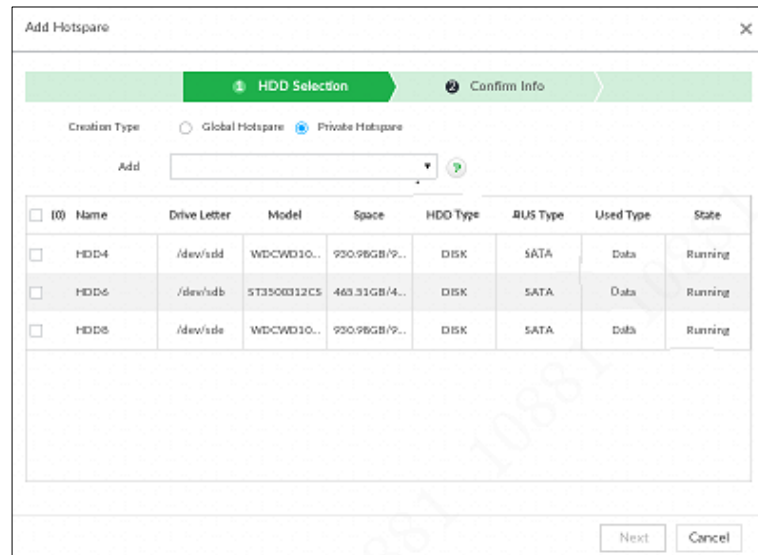 Add Hotspare
1 HDD Selection 2 Confirm Info
Creation Type Global Hotspare Private Hotspare
Add ?
(0) Name Drive Letter Model Space HDD Type BUS Type Used Type State
HDD4 /dev/sdd WDCWD10... 930.98GB/9... DISK SATA Data Running
HDD6 /dev/sdb ST3500312CS 465.51GB/4... DISK SATA Data Running
HDD8 /dev/sde WDCWD10... 930.98GB/9... DISK SATA Data Running
Next Cancel